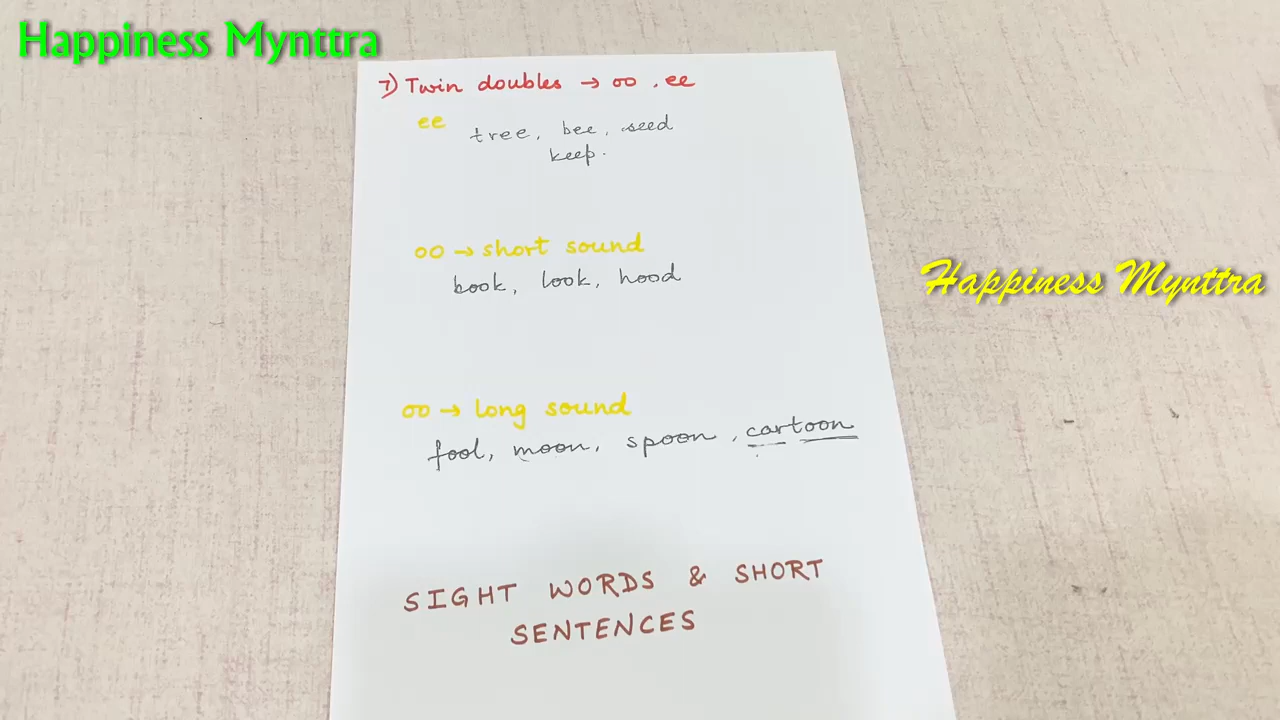 Happiness Mynttra
7) Twin doubles → oo , ee
ee
tree, bee, seed
keep.
oo → short sound
book, look, hood
Happiness Mynttra
oo → Long sound
fool, moon, spoon, cartoon
SIGHT WORDS & SHORT
SENTENCES